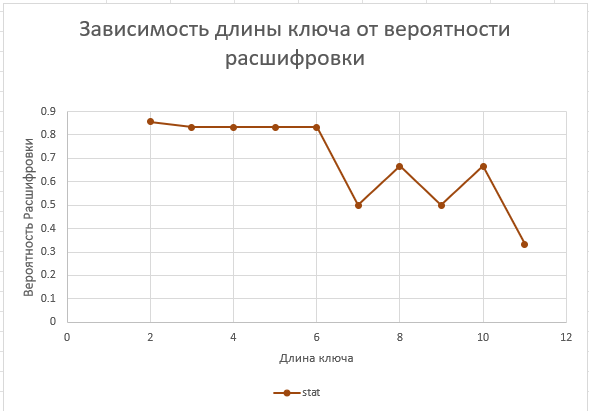 Зависимость длины ключа от вероятности
расшифровки
Вероятность Расшифровки
0.9
0.8
0.7
0.6
0.5
0.4
0.3
0.2
0.1
0
0 2 4 6 8 10 12
Длина ключа
stat